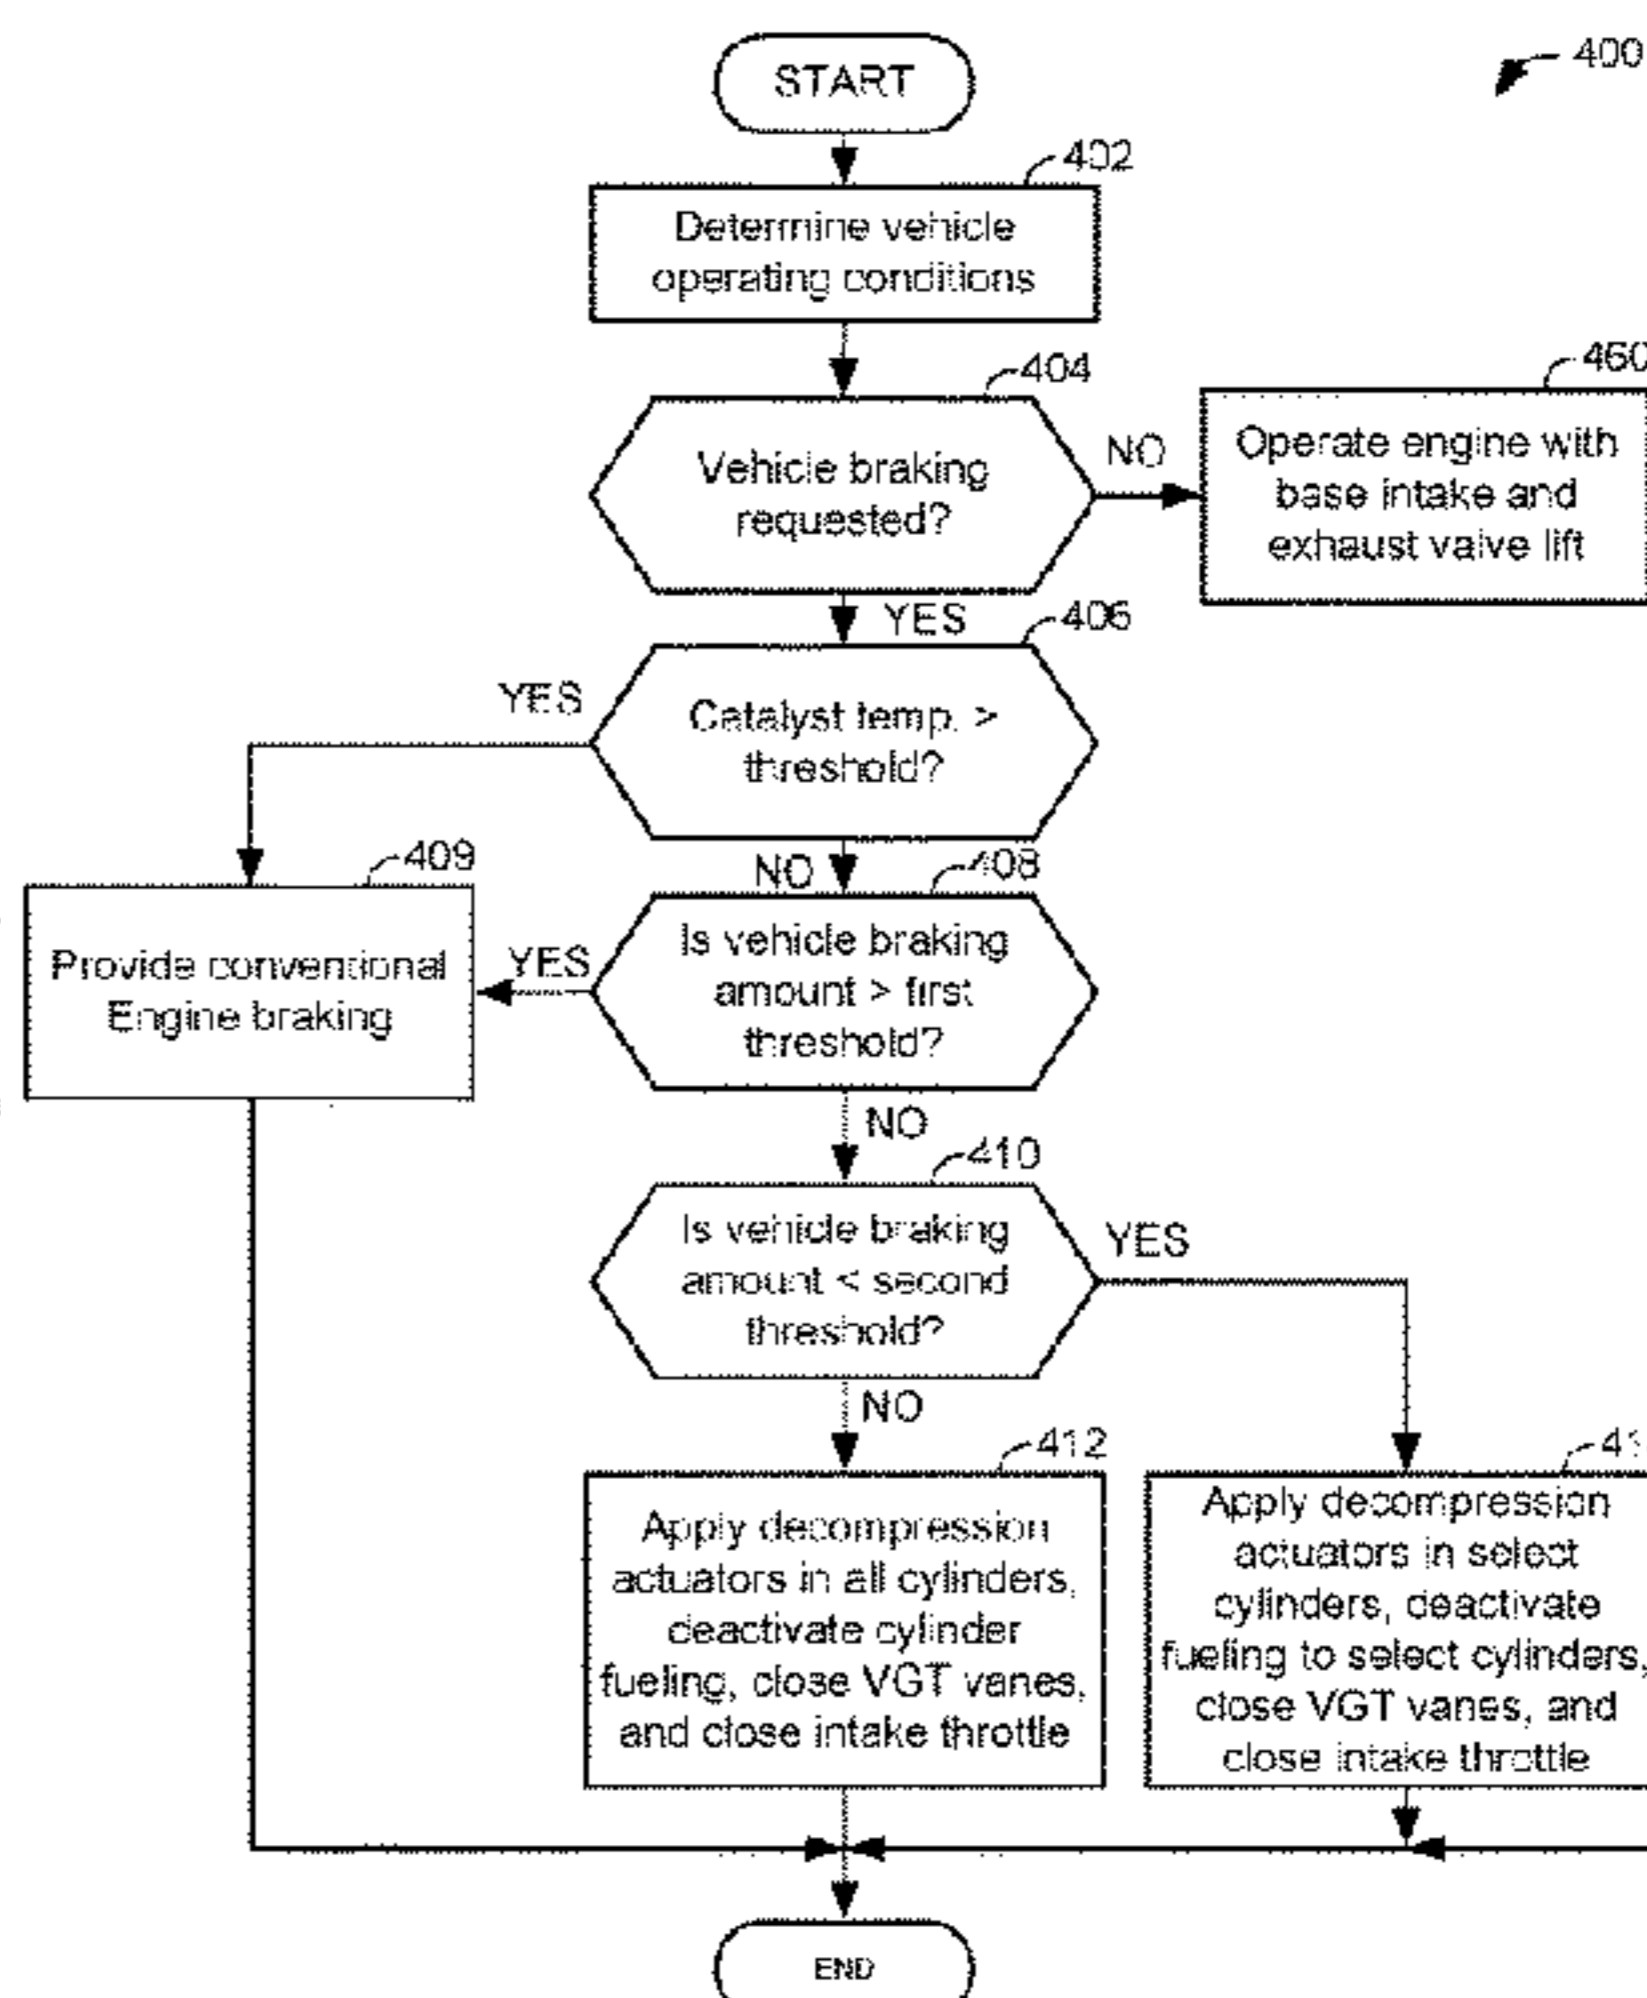 400
START
402
Determine vehicle
operating conditions
404
Vehicle braking
requested?
NO
460
Operate engine with
base intake and
exhaust valve lift
YES
406
Catalyst temp. >
threshold?
YES
NO
408
Is vehicle braking
amount > first
threshold?
YES
409
Provide conventional
Engine braking
NO
410
Is vehicle braking
amount < second
threshold?
YES
NO
412
Apply decompression
actuators in all cylinders,
deactivate cylinder
fueling, close VGT vanes,
and close intake throttle
Apply decompression
actuators in select
cylinders, deactivate
fueling to select cylinders,
close VGT vanes, and
close intake throttle
END